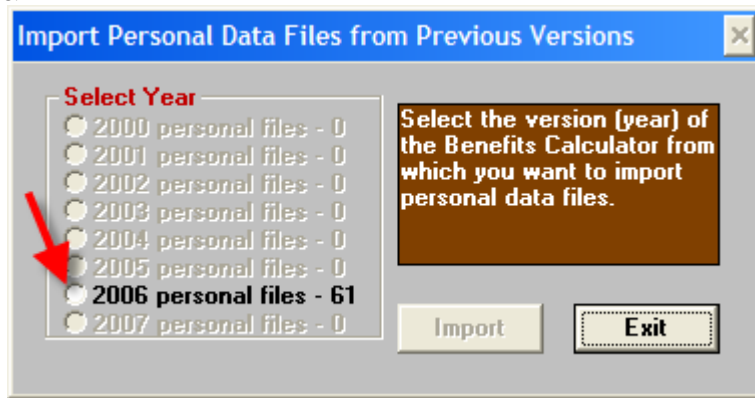 Import Personal Data Files from Previous Versions
Select Year
2000 personal files - 0
2001 personal files - 0
2002 personal files - 0
2003 personal files - 0
2004 personal files - 0
2005 personal files - 0
2006 personal files - 61
2007 personal files - 0
Select the version (year) of
the Benefits Calculator from
which you want to import
personal data files.
Import
Exit